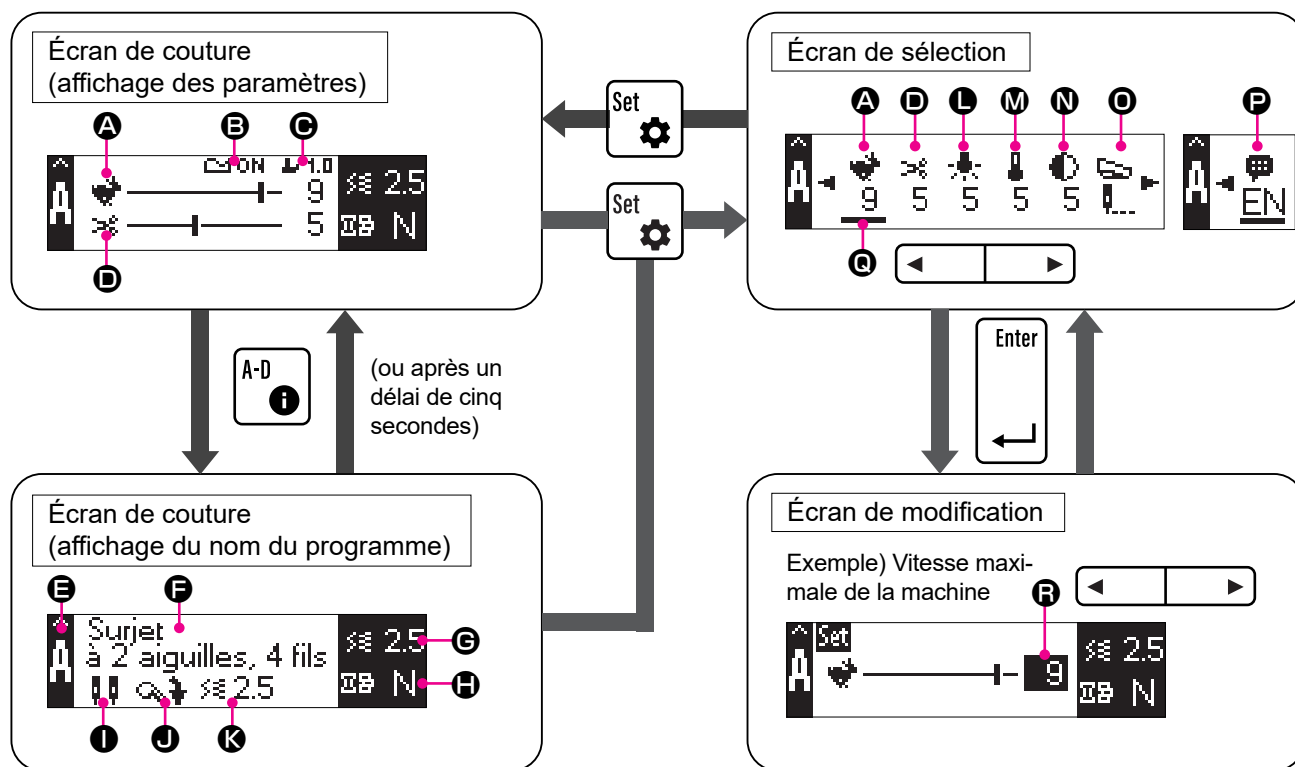 Écran de couture
(affichage des paramètres)
A
B
C
ON
1.0
9
2.5
5
N
D
Set
Set
Écran de sélection
A
D
L
M
N
O
P
A
9
5
5
5
5
A
EN
Q
A-D
(ou après un
délai de cinq
secondes)
Enter
Écran de couture
(affichage du nom du programme)
E
F
A
Surjet
à 2 aiguilles, 4 fils
2.5
2.5
N
G
H
I
J
K
Écran de modification
Exemple) Vitesse maxi-
male de la machine
R
A
Set
9
2.5
N